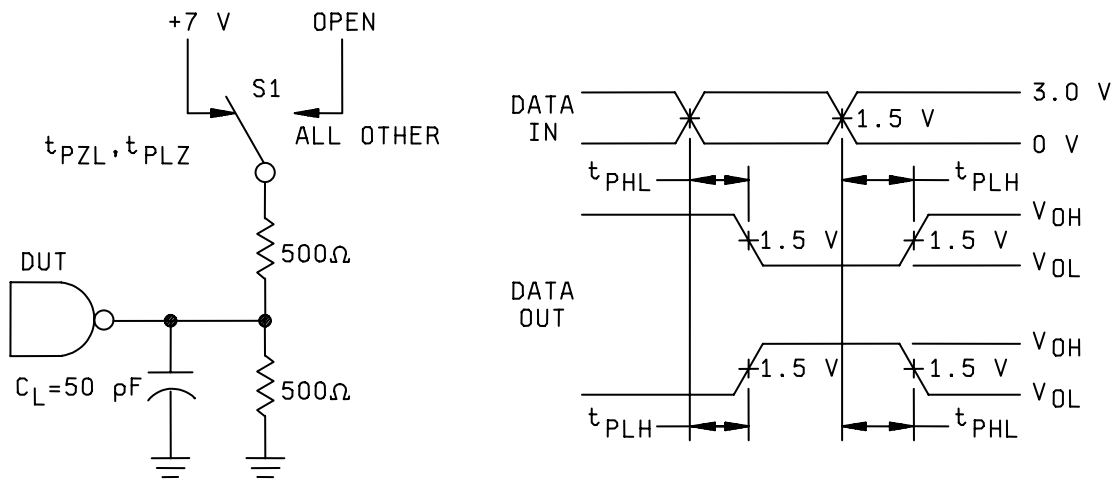 +7 V
OPEN
S1
ALL OTHER
tPZL,tPLZ
500Ω
DUT
CL=50 pF
500Ω
DATA
IN
3.0 V
1.5 V
0 V
tPHL
tPLH
VOH
1.5 V
1.5 V
VOL
DATA
OUT
VOH
1.5 V
1.5 V
VOL
tPLH
tPHL